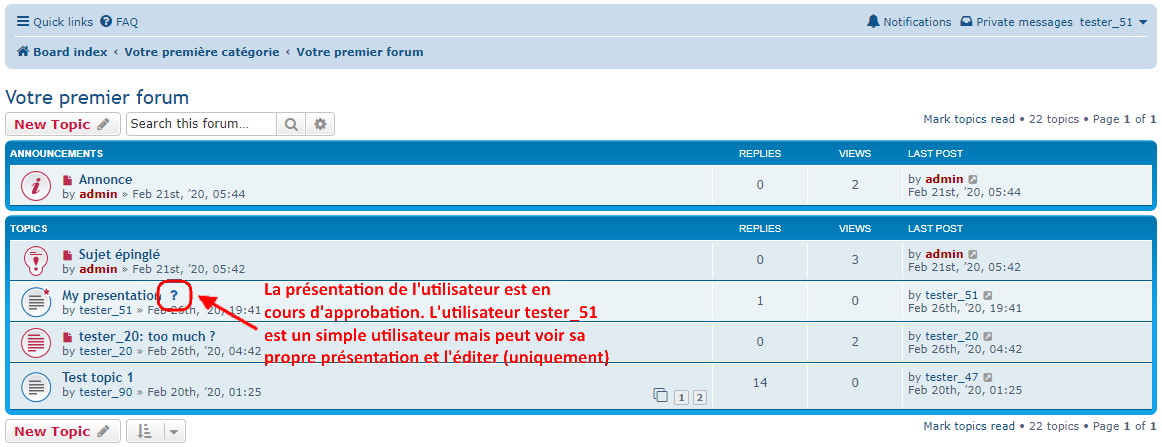 Quick links FAQ Notifications Private messages tester_51
Board index ‹ Votre première catégorie ‹ Votre premier forum
Votre premier forum
New Topic Search this forum… Mark topics read • 22 topics • Page 1 of 1
ANNOUNCEMENTS REPLIES VIEWS LAST POST
Annonce 0 2 by admin
by admin » Feb 21st, '20, 05:44 Feb 21st, '20, 05:44
TOPICS REPLIES VIEWS LAST POST
Sujet épinglé 0 3 by admin
by admin » Feb 21st, '20, 05:42 Feb 21st, '20, 05:42
My presentation ? 1 0 by tester_51
by tester_51 » Feb 26th, '20, 19:41 Feb 26th, '20, 19:41
La présentation de l'utilisateur est en
cours d'approbation. L'utilisateur tester_51
est un simple utilisateur mais peut voir sa
propre présentation et l'éditer (uniquement)
tester_20: too much ? 0 2 by tester_20
by tester_20 » Feb 26th, '20, 04:42 Feb 26th, '20, 04:42
Test topic 1 14 0 by tester_47
by tester_90 » Feb 20th, '20, 01:25 1 2 Feb 20th, '20, 01:25
New Topic Mark topics read • 22 topics • Page 1 of 1